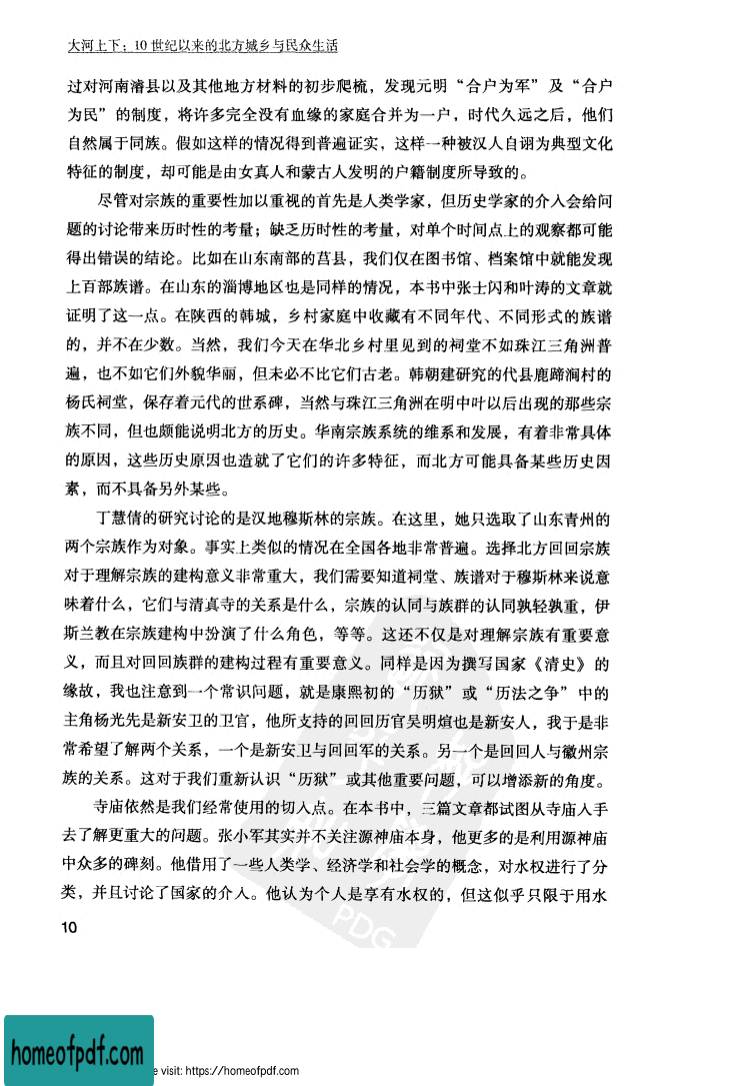 大河上下：10世纪以来的北方城乡与民众生活
过对河南濬县以及其他地方材料的初步爬梳，发现元明“合户为军”及“合户
为民”的制度，将许多完全没有血缘的家庭合并为一户，时代久远之后，他们
自然属于同族。假如这样的情况得到普遍证实，这样一种被汉人自诩为典型文化
特征的制度，却可能是由女真人和蒙古人发明的户籍制度所导致的。
尽管对宗族的重要性加以重视的首先是人类学家，但历史学家的介入会给问
题的讨论带来历时性的考量；缺乏历时性的考量，对单个时间点上的观察都可能
得出错误的结论。比如在山东南部的莒县，我们仅在图书馆、档案馆中就能发现
上百部族谱。在山东的淄博地区也是同样的情况，本书中张士闪和叶涛的文章就
证明了这一点。在陕西的韩城，乡村家庭中收藏有不同年代、不同形式的族谱
的，并不在少数。当然，我们今天在华北乡村里见到的祠堂不如珠江三角洲普
遍，也不如它们外貌华丽，但未必不比它们古老。韩朝建研究的代县鹿蹄涧村的
杨氏祠堂，保存着元代的世系碑，当然与珠江三角洲在明中叶以后出现的那些宗
族不同，但也颇能说明北方的历史。华南宗族系统的维系和发展，有着非常具体
的原因，这些历史原因也造就了它们的许多特征，而北方可能具备某些历史因
素，而不具备另外某些。
丁慧倩的研究讨论的是汉地穆斯林的宗族。在这里，她只选取了山东青州的
两个宗族作为对象。事实上类似的情况在全国各地非常普遍。选择北方回回宗族
对于理解宗族的建构意义非常重大，我们需要知道祠堂、族谱对于穆斯林来说意
味着什么，它们与清真寺的关系是什么，宗族的认同与族群的认同孰轻孰重，伊
斯兰教在宗族建构中扮演了什么角色，等等。这还不仅是对理解宗族有重要意
义，而且对回回族群的建构过程有重要意义。同样是因为撰写国家《清史》的
缘故，我也注意到一个常识问题，就是康熙初的“历狱”或“历法之争”中的
主角杨光先是新安卫的卫官，他所支持的回回历官吴明煊也是新安人，我于是非
常希望了解两个关系，一个是新安卫与回回军的关系。另一个是回回人与徽州宗
族的关系。这对于我们重新认识“历狱”或其他重要问题，可以增添新的角度。
寺庙依然是我们经常使用的切入点。在本书中，三篇文章都试图从寺庙入手
去了解更重大的问题。张小军其实并不关注源神庙本身，他更多的是利用源神庙
中众多的碑刻。他借用了一些人类学、经济学和社会学的概念，对水权进行了分
类，并且讨论了国家的介入。他认为个人是享有水权的，但这似乎只限于用水
PDG
10
homeofpdf.com
e visit: https://homeofpdf.com